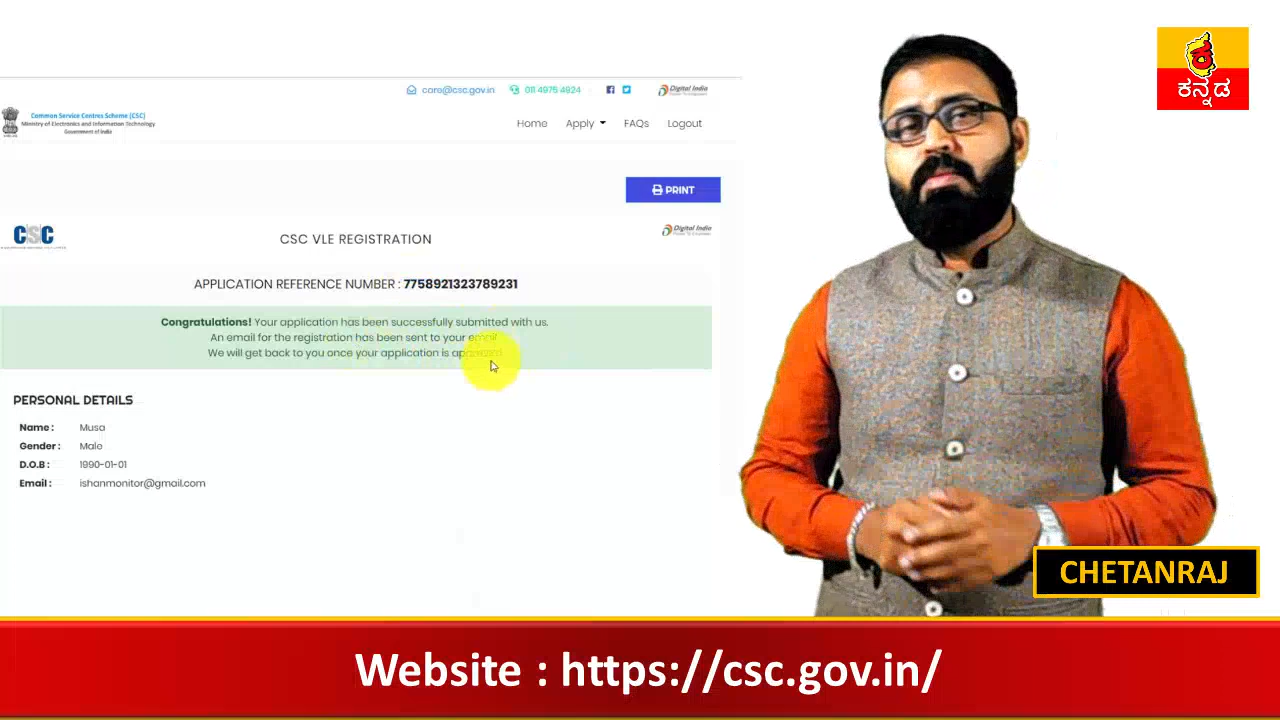 care@csc.gov.in 011 4975 4924 Digital India
Common Service Centres Scheme (CSC)
Ministry of Electronics and Information Technology
Government of India
Home Apply FAQs Logout
PRINT
CSC
CSC VLE REGISTRATION
Digital India
APPLICATION REFERENCE NUMBER : 7758921323789231
Congratulations! Your application has been successfully submitted with us.
An email for the registration has been sent to your email
We will get back to you once your application is
PERSONAL DETAILS
Name : Musa
Gender : Male
D.O.B : 1990-01-01
Email : ishanmonitor@gmail.com
ಕ
ಕನ್ನಡ
CHETANRAJ
Website : https://csc.gov.in/